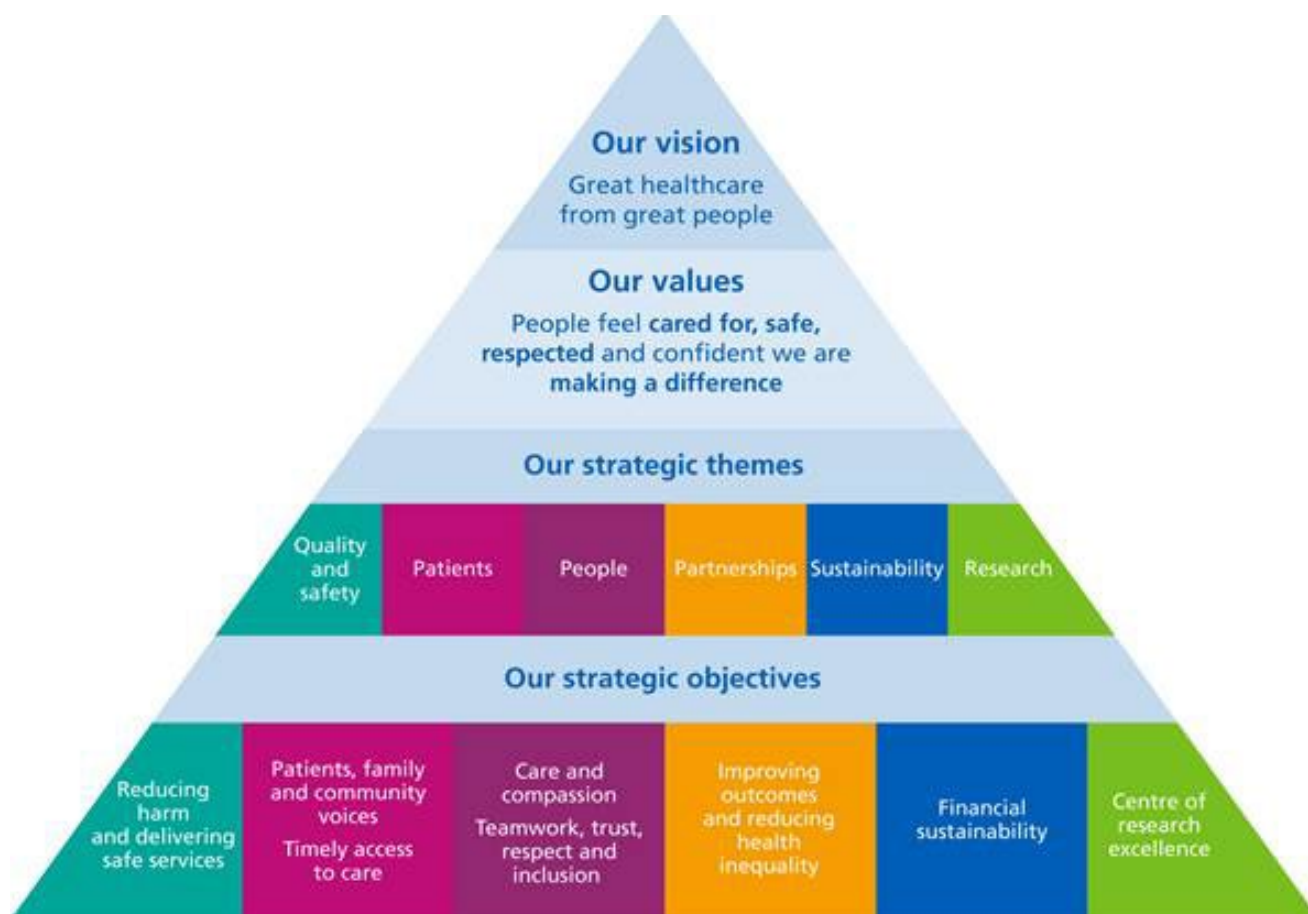 Our vision
Great healthcare
from great people
Our values
People feel cared for, safe,
respected and confident we are
making a difference
Our strategic themes
Quality
and
safety
Patients
People
Partnerships
Sustainability
Research
Our strategic objectives
Reducing
harm
and delivering
safe services
Patients, family
and community
voices
Timely access
to care
Care and
compassion
Teamwork, trust,
respect and
inclusion
Improving
outcomes
and reducing
health
inequality
Financial
sustainability
Centre of
research
excellence